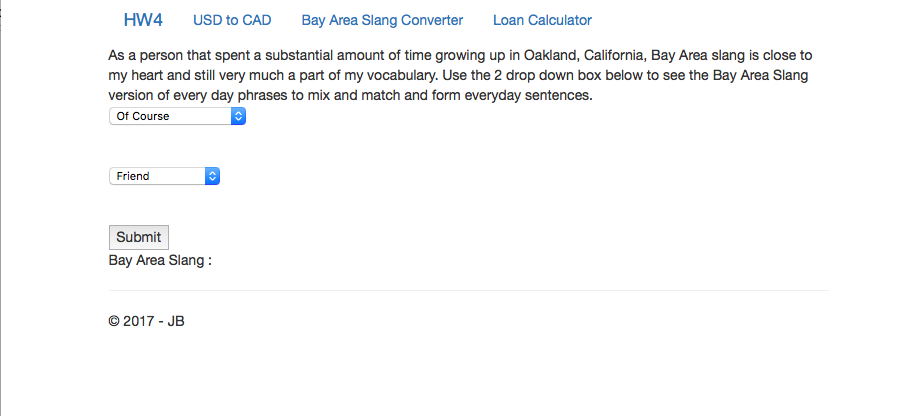 HW4 USD to CAD Bay Area Slang Converter Loan Calculator
As a person that spent a substantial amount of time growing up in Oakland, California, Bay Area slang is close to
my heart and still very much a part of my vocabulary. Use the 2 drop down box below to see the Bay Area Slang
version of every day phrases to mix and match and form everyday sentences.
Of Course
Friend
Submit
Bay Area Slang :
© 2017 - JB